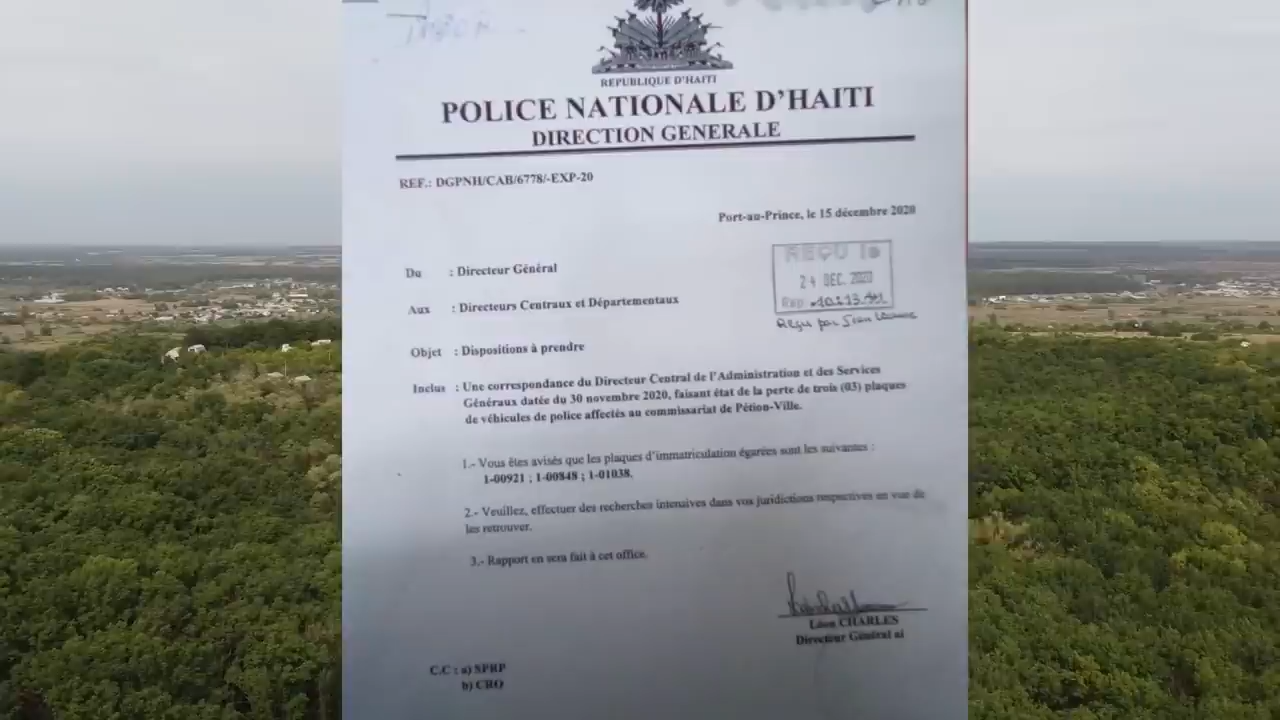 REPUBLIQUE D'HAITI
POLICE NATIONALE D'HAITI
DIRECTION GENERALE
REF.: DGPNH/CAB/6778/-EXP-20
Port-au-Prince, le 15 décembre 2020
REÇU le
24 DEC. 2020
Rap
Reçu par Jean
Du : Directeur Général
Aux : Directeurs Centraux et Départementaux
Objet : Dispositions à prendre
Inclus : Une correspondance du Directeur Central de l'Administration et des Services
Généraux datée du 30 novembre 2020, faisant état de la perte de trois (03) plaques
de véhicules de police affectés au commissariat de Pétion-Ville.
1.- Vous êtes avisés que les plaques d'immatriculation égarées sont les suivantes :
1-00921 ; 1-00848 ; 1-01038.
2.- Veuillez, effectuer des recherches intensives dans vos juridictions respectives en vue de
les retrouver.
3.- Rapport en sera fait à cet office.
Léon CHARLES
Directeur Général ai
C.C : a) SPRP
b) CRO